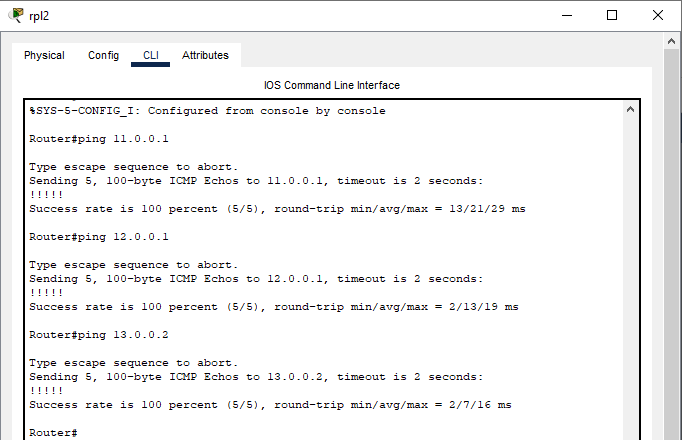 rpl2
Physical Config CLI Attributes
IOS Command Line Interface
%SYS-5-CONFIG_I: Configured from console by console
Router#ping 11.0.0.1
Type escape sequence to abort.
Sending 5, 100-byte ICMP Echos to 11.0.0.1, timeout is 2 seconds:
!!!!!
Success rate is 100 percent (5/5), round-trip min/avg/max = 13/21/29 ms
Router#ping 12.0.0.1
Type escape sequence to abort.
Sending 5, 100-byte ICMP Echos to 12.0.0.1, timeout is 2 seconds:
!!!!!
Success rate is 100 percent (5/5), round-trip min/avg/max = 2/13/19 ms
Router#ping 13.0.0.2
Type escape sequence to abort.
Sending 5, 100-byte ICMP Echos to 13.0.0.2, timeout is 2 seconds:
!!!!!
Success rate is 100 percent (5/5), round-trip min/avg/max = 2/7/16 ms
Router#